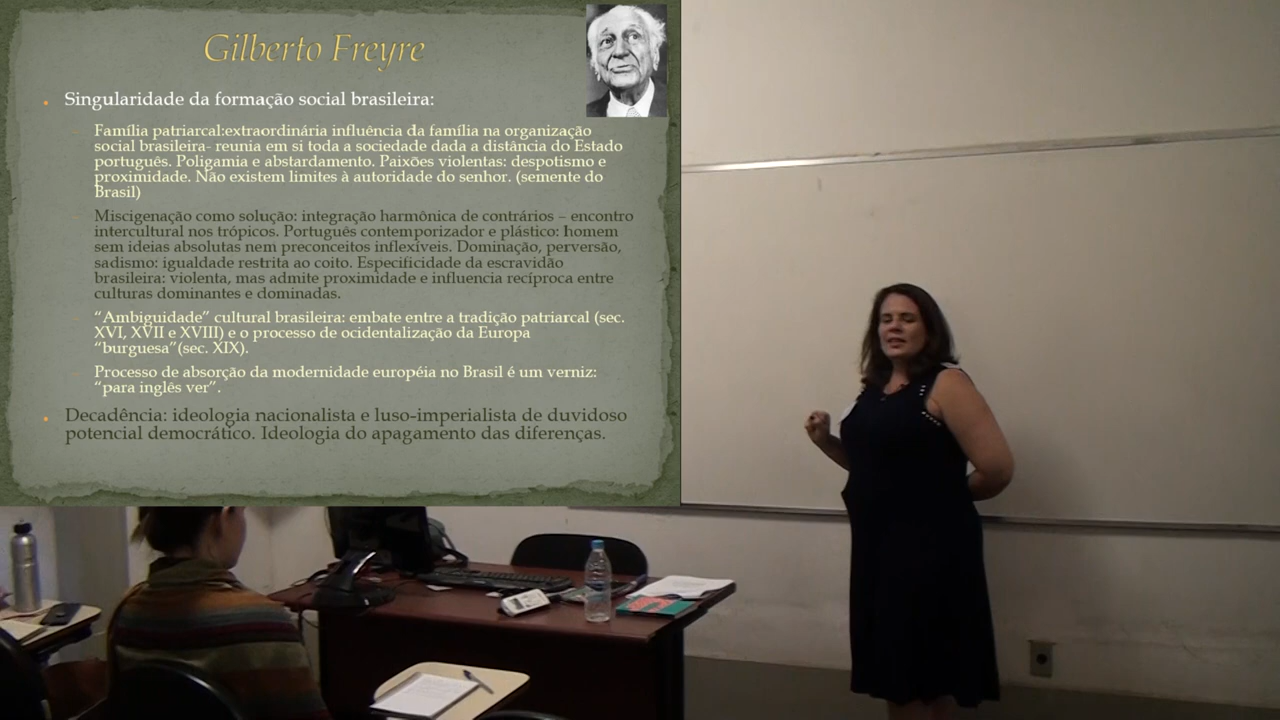 Gilberto Freyre
Singularidade da formação social brasileira:
Família patriarcal:extraordinária influência da família na organização
social brasileira- reunia em si toda a sociedade dada a distância do Estado
português. Poligamia e abstardamento. Paixões violentas: despotismo e
proximidade. Não existem limites à autoridade do senhor. (semente do
Brasil)
Miscigenação como solução: integração harmônica de contrários – encontro
intercultural nos trópicos. Português contemporizador e plástico: homem
sem ideias absolutas nem preconceitos inflexíveis. Dominação, perversão,
sadismo: igualdade restrita ao coito. Especificidade da escravidão
brasileira: violenta, mas admite proximidade e influencia recíproca entre
culturas dominantes e dominadas.
“Ambiguidade” cultural brasileira: embate entre a tradição patriarcal (sec.
XVI, XVII e XVIII) e o processo de ocidentalização da Europa
“burguesa”(sec. XIX).
Processo de absorção da modernidade européia no Brasil é um verniz:
“para inglês ver”.
Decadência: ideologia nacionalista e luso-imperialista de duvidoso
potencial democrático. Ideologia do apagamento das diferenças.